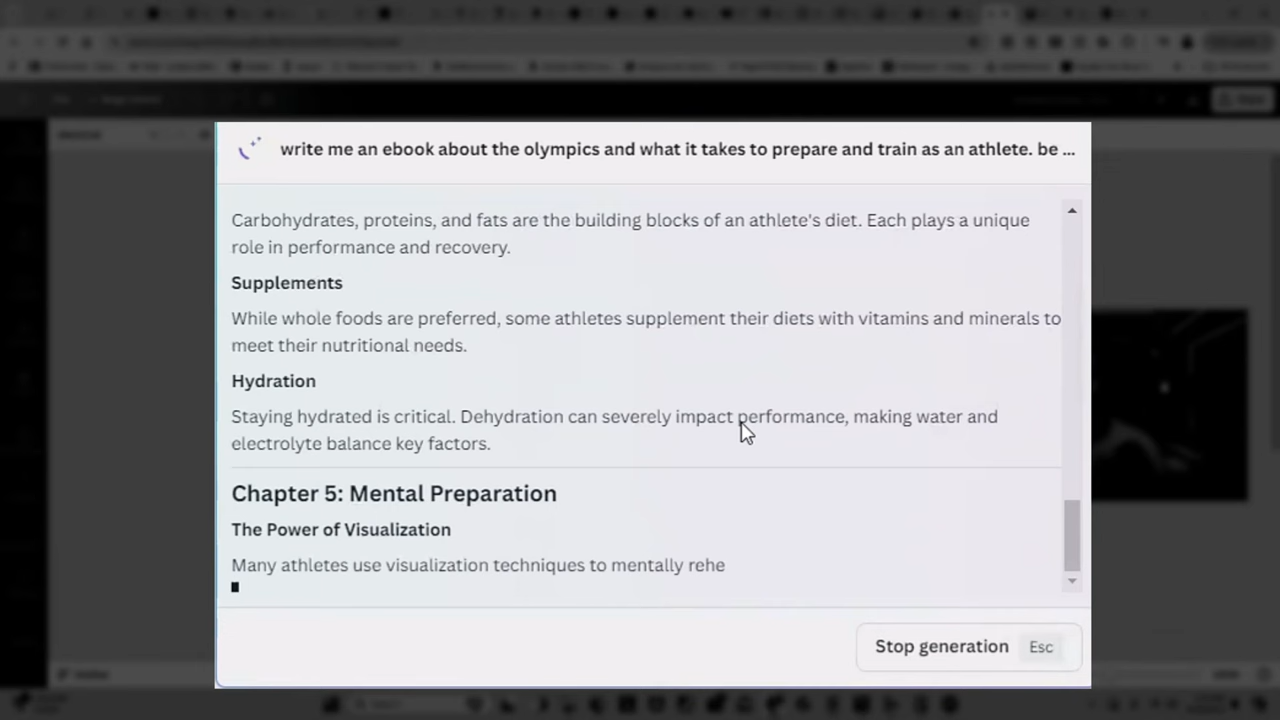 write me an ebook about the olympics and what it takes to prepare and train as an athlete. be ...
Carbohydrates, proteins, and fats are the building blocks of an athlete's diet. Each plays a unique
role in performance and recovery.
Supplements
While whole foods are preferred, some athletes supplement their diets with vitamins and minerals to
meet their nutritional needs.
Hydration
Staying hydrated is critical. Dehydration can severely impact performance, making water and
electrolyte balance key factors.
Chapter 5: Mental Preparation
The Power of Visualization
Many athletes use visualization techniques to mentally rehe
Stop generation Esc